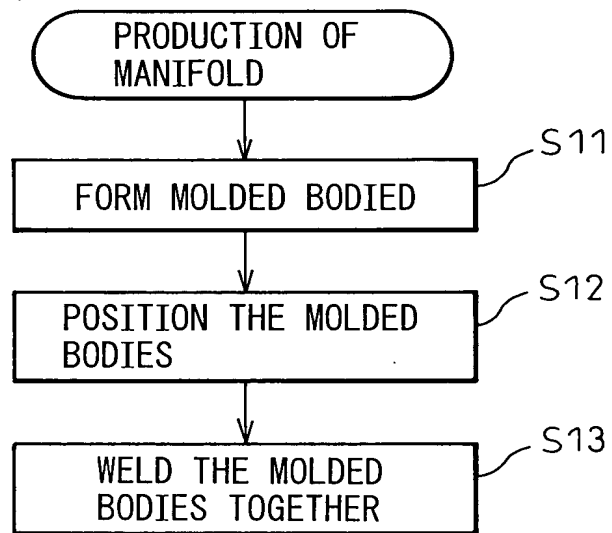 PRODUCTION OF
MANIFOLD
S11
FORM MOLDED BODIED
S12
POSITION THE MOLDED
BODIES
S13
WELD THE MOLDED
BODIES TOGETHER